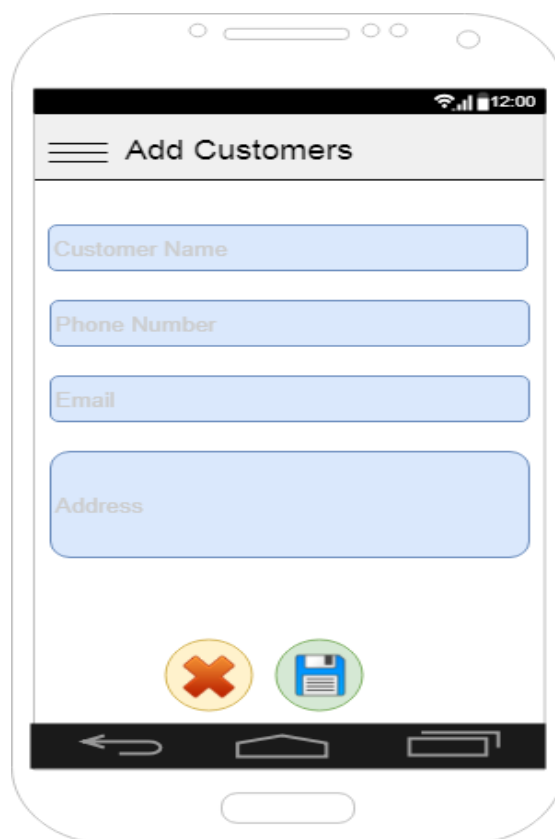 12:00
Add Customers
Customer Name
Phone Number
Email
Address